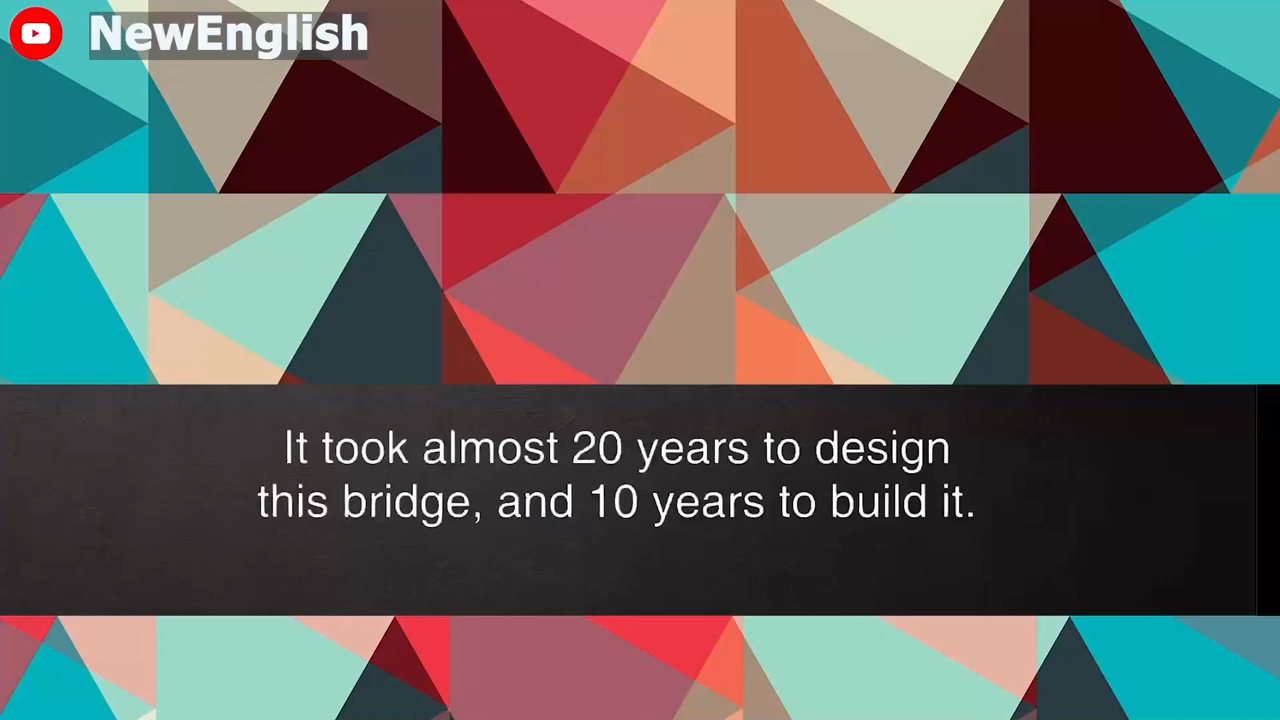 NewEnglish
It took almost 20 years to design
this bridge, and 10 years to build it.